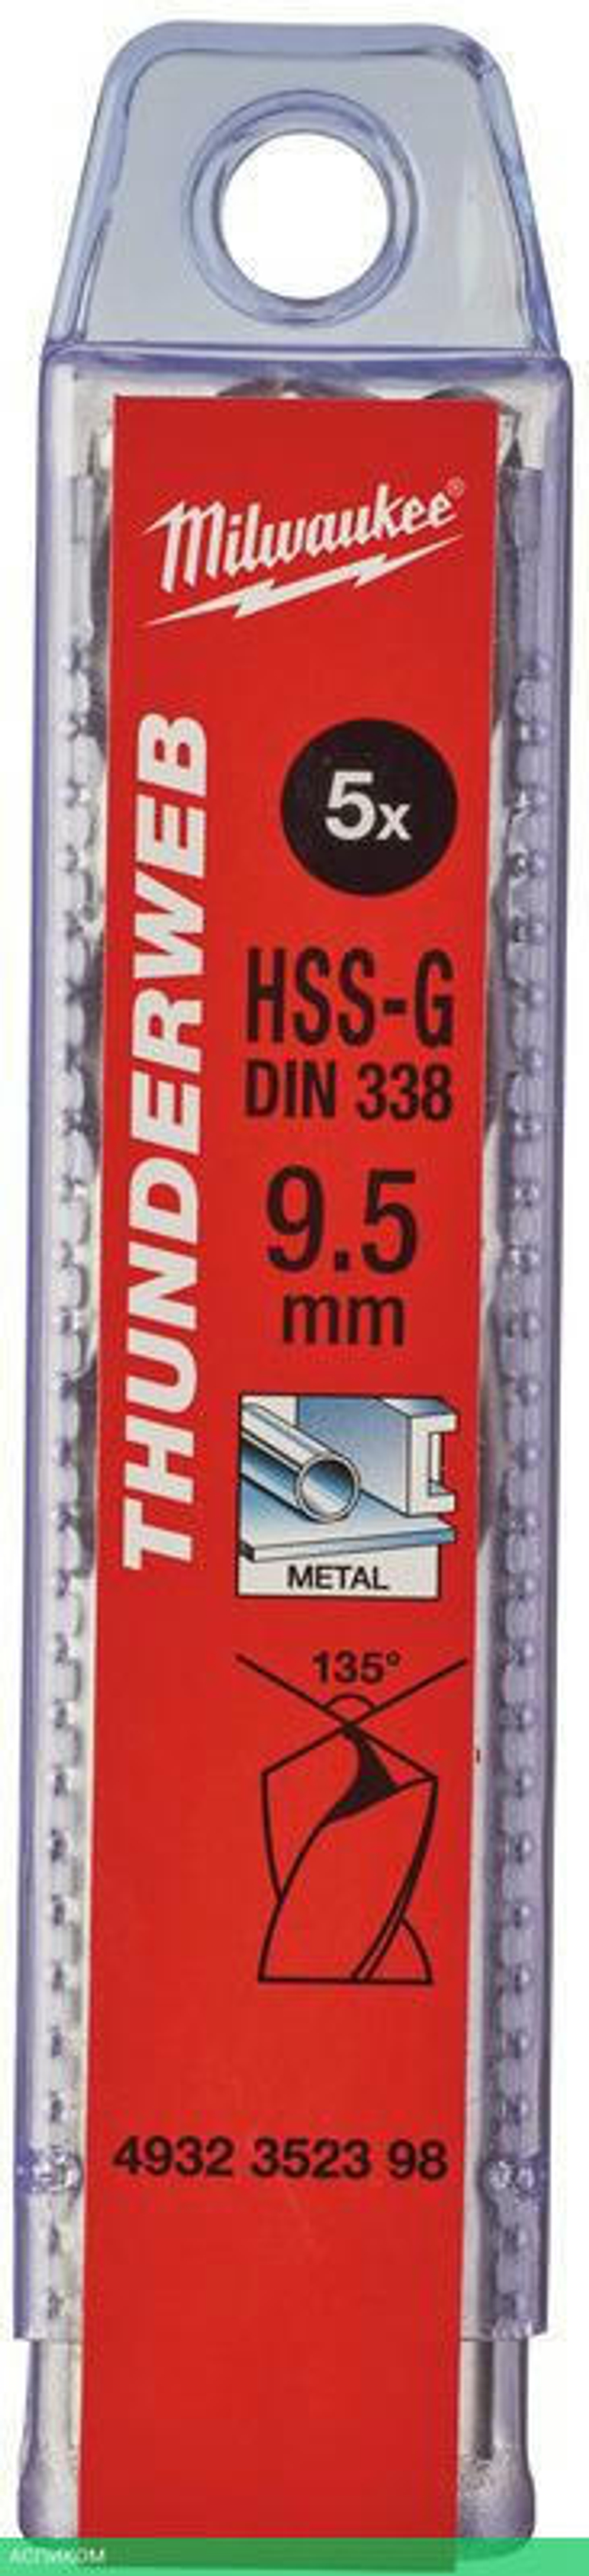 Milwaukee®
THUNDERWEB
5x
HSS-G
DIN 338
9.5
mm
METAL
135°
4932 3523 98
АСПИКОМ